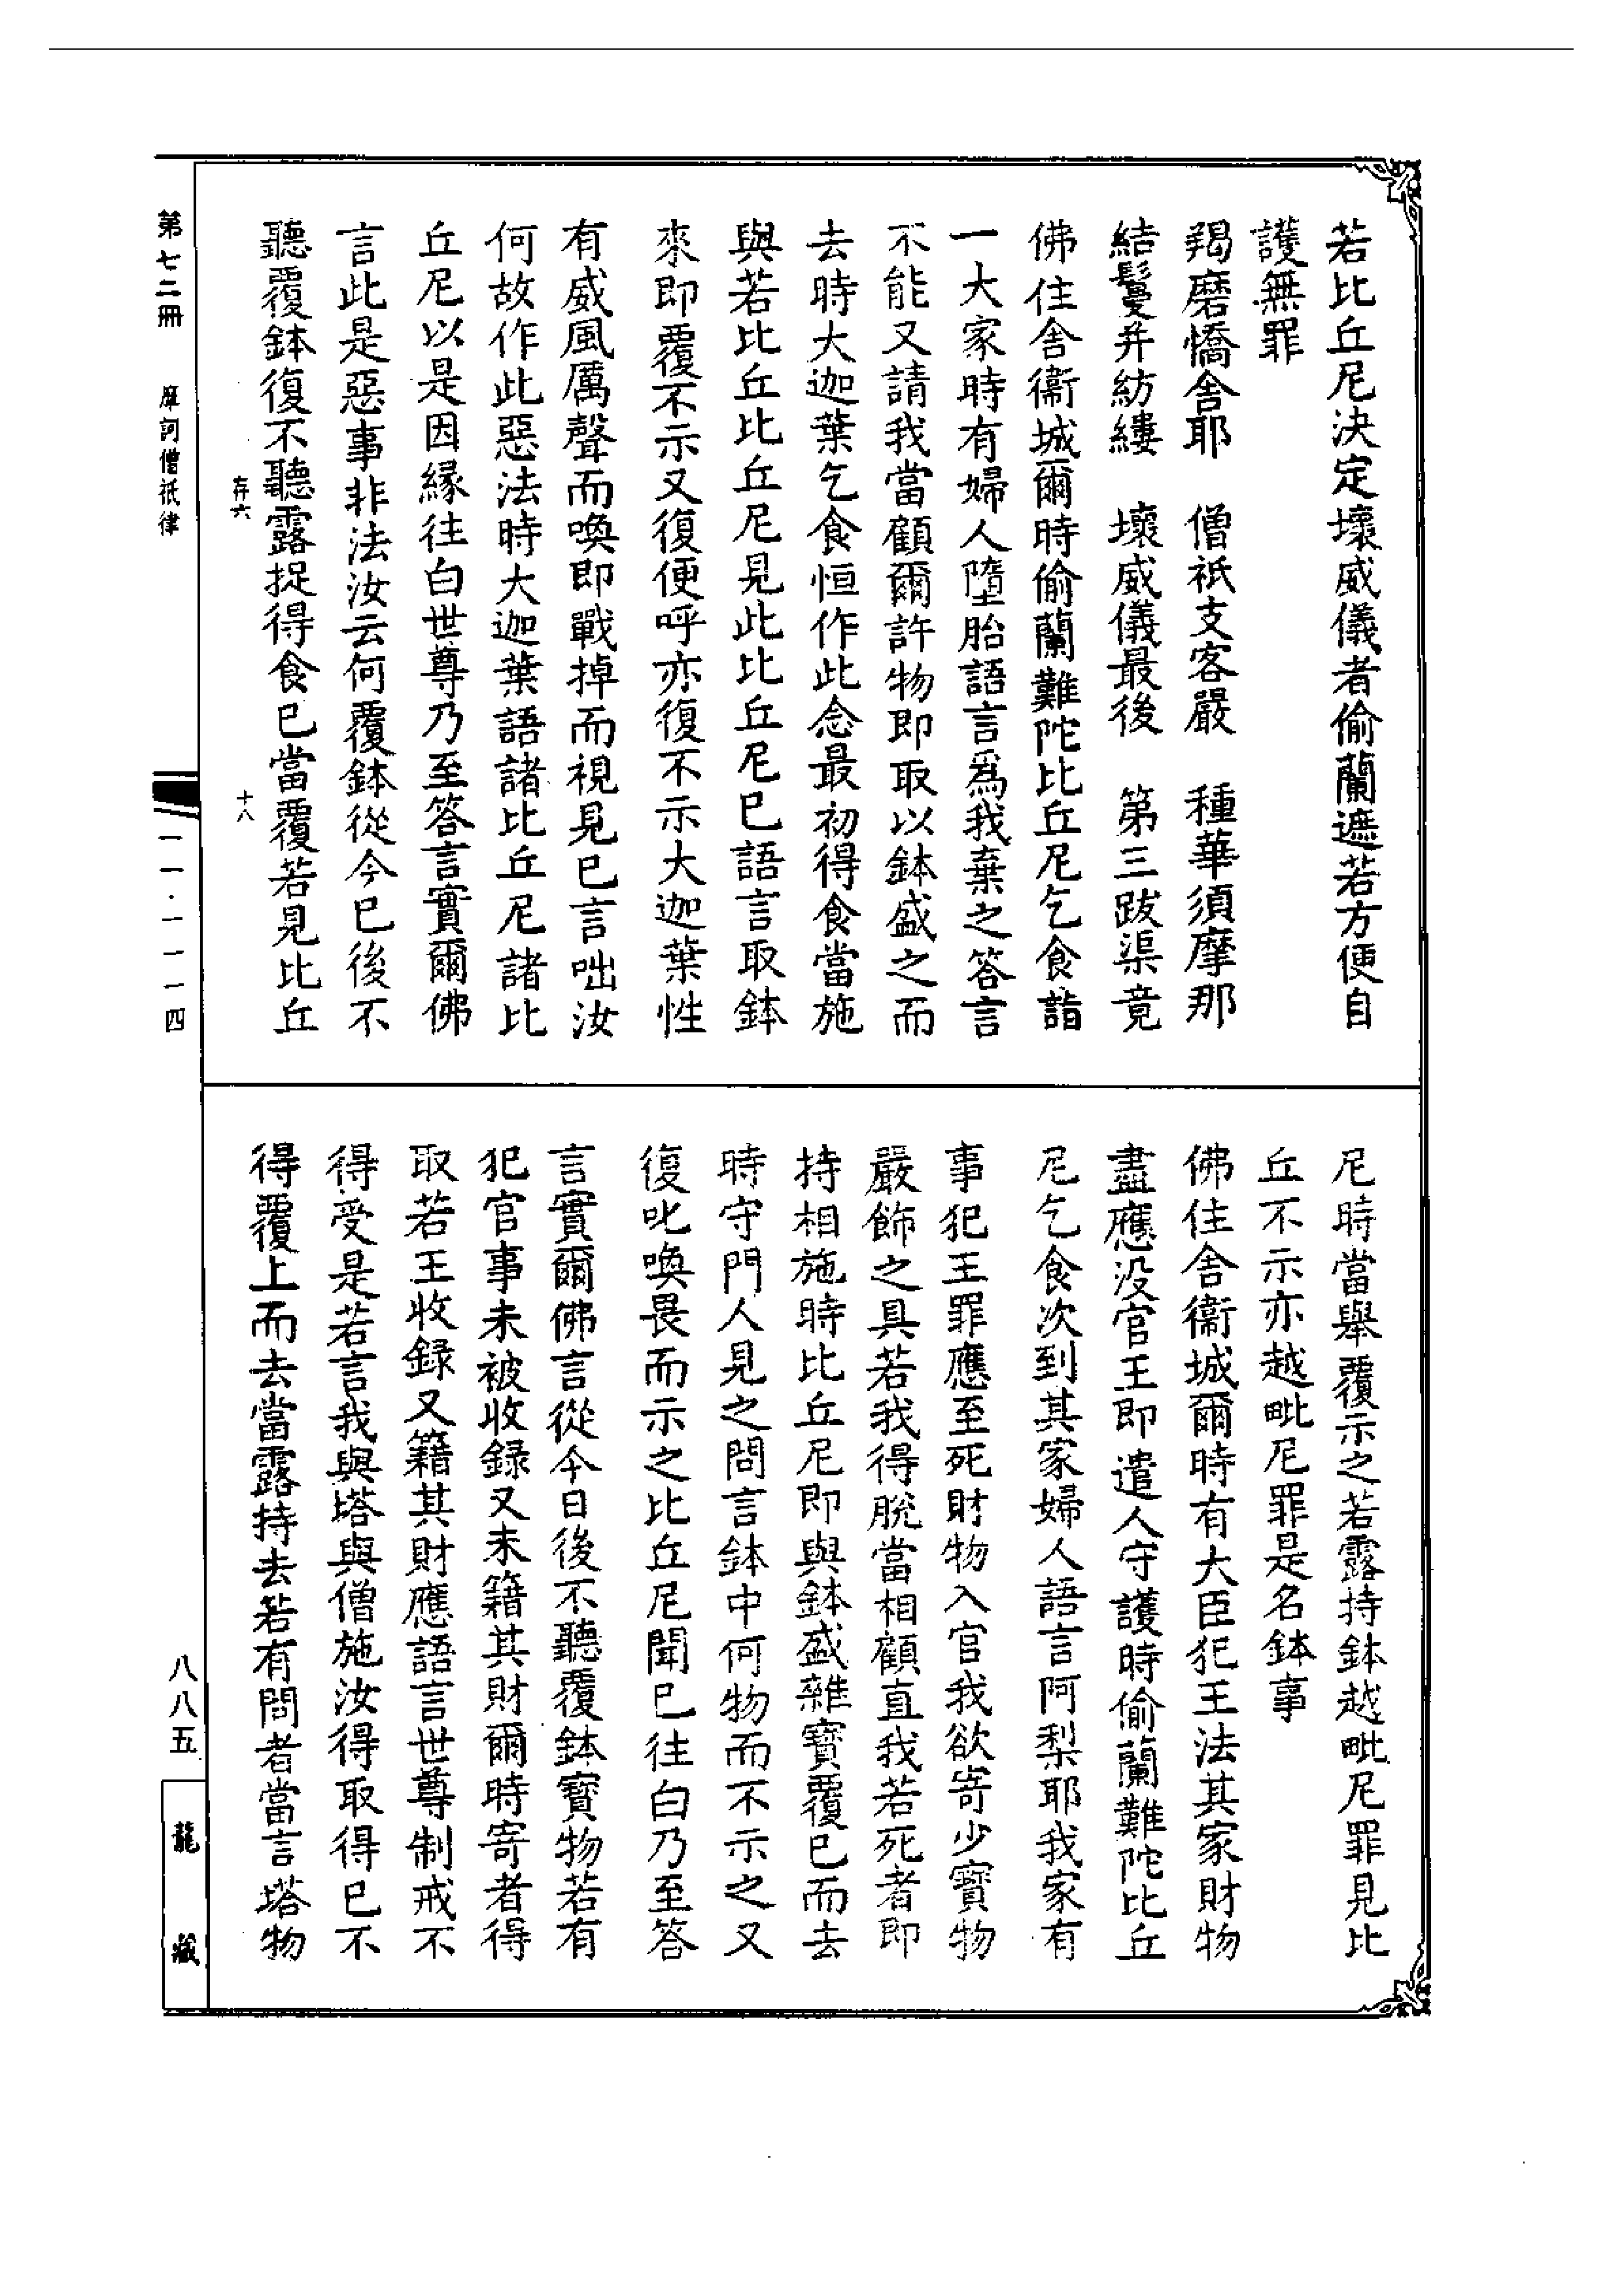 若比丘尼決定壞威儀者偷蘭遮若方便自
護無罪
羯磨憍舍耶　僧祇支客嚴　種華須摩那
結鬘并紡縷　壞威儀最後　第三跋渠竟
佛住舍衞城爾時偷蘭難陀比丘尼乞食詣
一大家時有婦人墮胎語言爲我棄之答言
不能又請我當顧爾許物即取以鉢盛之而
去時大迦葉乞食恒作此念最初得食當施
與若比丘比丘尼見此比丘尼已語言取鉢
來即覆不示又復便呼亦復不示大迦葉性
有威風厲聲而喚即戰掉而視見已言咄汝
何故作此惡法時大迦葉語諸比丘尼諸比
丘尼以是因緣往白世尊乃至答言實爾佛
言此是惡事非法汝云何覆鉢從今已後不
聽覆鉢復不聽露捉得食已當覆若見比丘
尼時當舉覆示之若露持鉢越毗尼罪見比
丘不示亦越毗尼罪是名鉢事
佛住舍衞城爾時有大臣犯王法其家財物
盡應没官王即遣人守護時偷蘭難陀比丘
尼乞食次到其家婦人語言阿梨耶我家有
事犯王罪應至死財物入官我欲寄少寳物
嚴飾之具若我得脫當相顧直我若死者即
持相施時比丘尼即與鉢盛雜寳覆已而去
時守門人見之問言鉢中何物而不示之又
復叱喚畏而示之比丘尼聞已往白乃至答
言實爾佛言從今日後不聽覆鉢寳物若有
犯官事未被收録又未籍其財爾時寄者得
取若王收録又籍其財應語言世尊制戒不
得受是若言我與塔與僧施汝得取得已不
得覆上而去當露持去若有問者當言塔物
第七二冊　摩訶僧祇律
存六　十八
一一·一一一四
八八五
龍藏